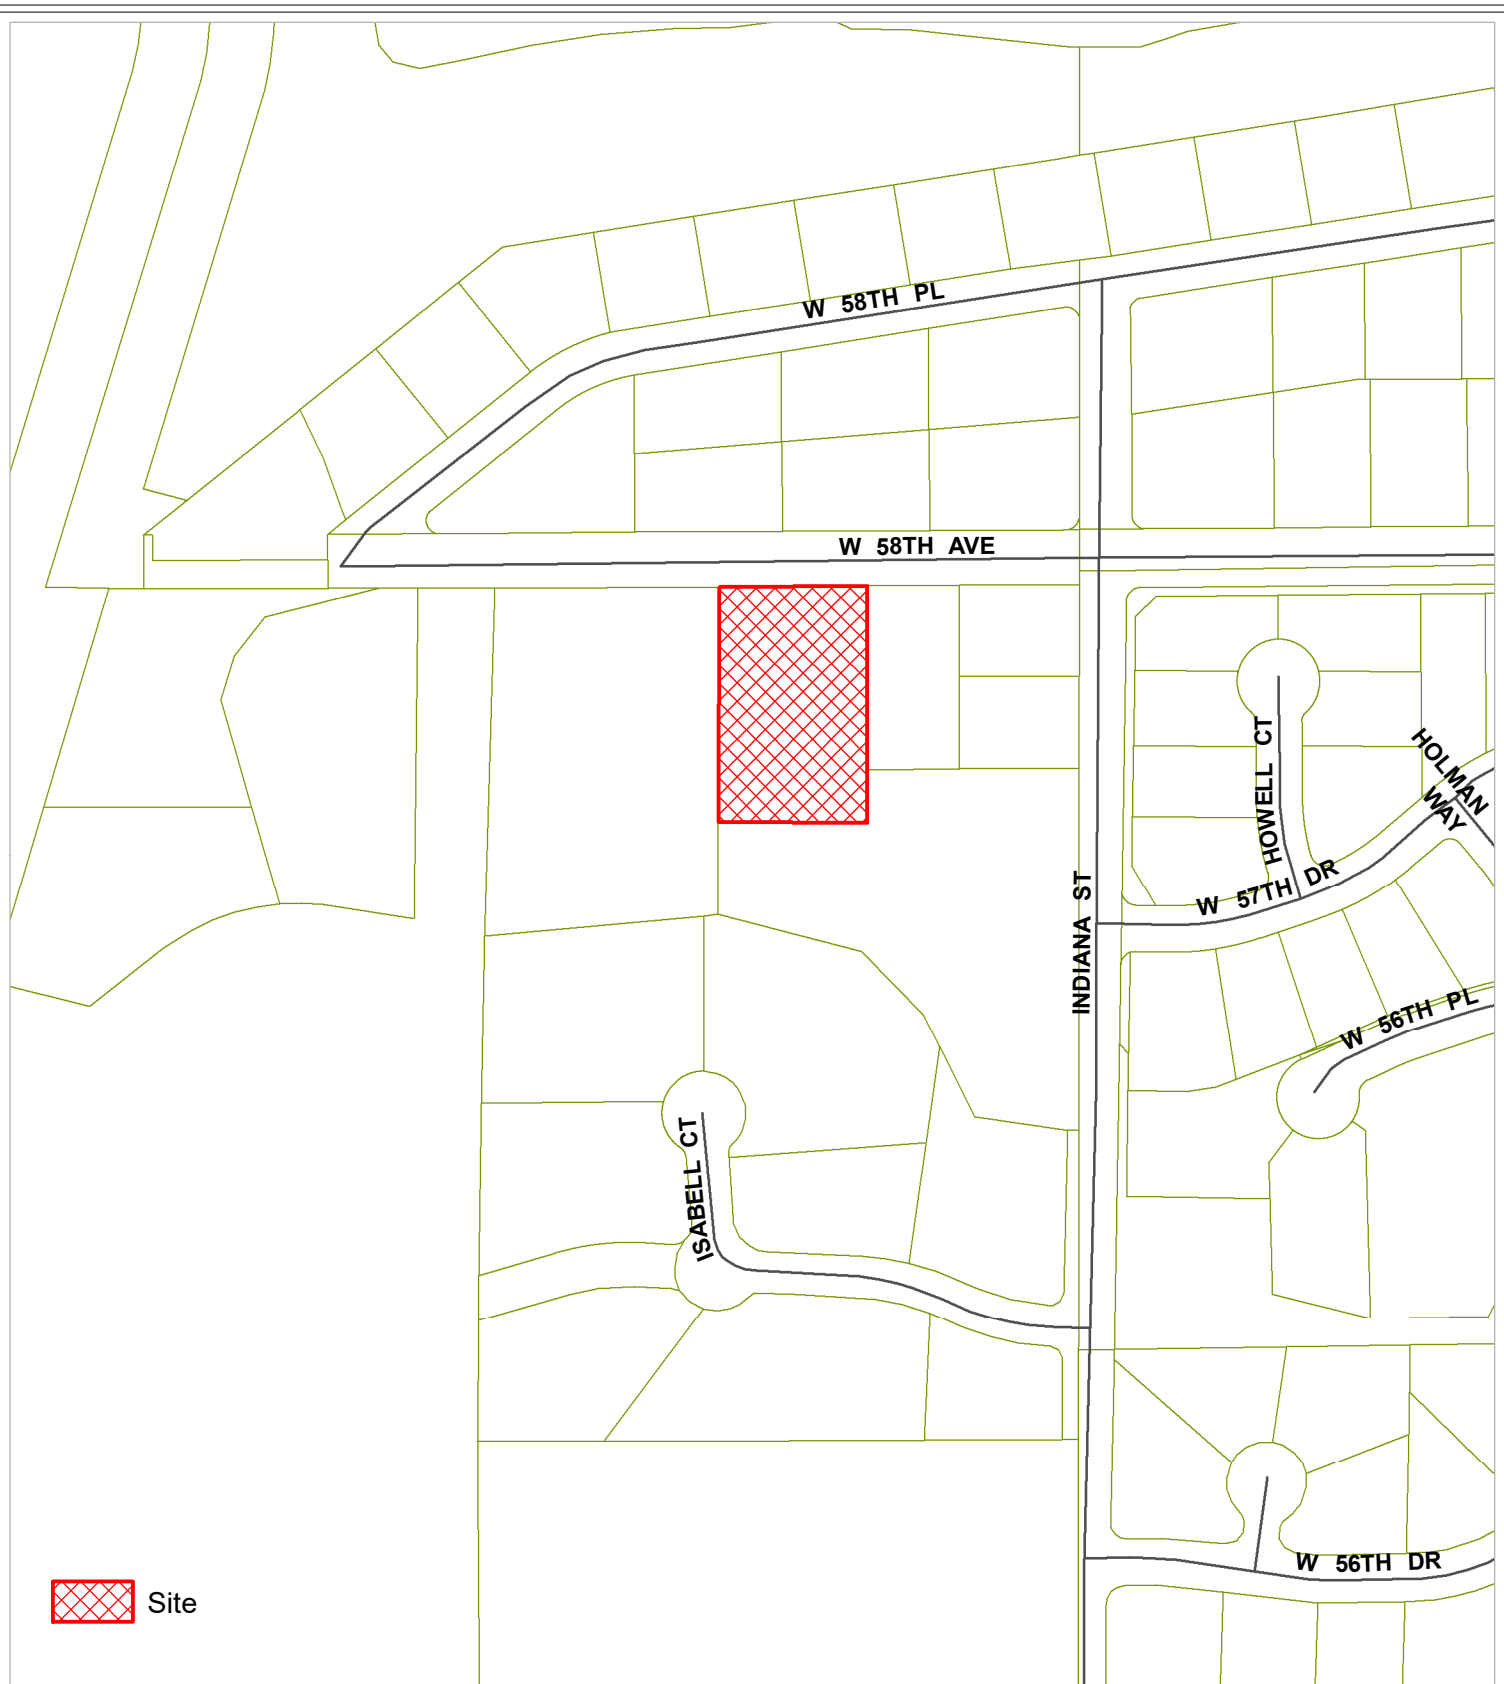 W 58TH PL
W 58TH AVE
HOLMAN
WAY
HOWELL CT
W 57TH DR
INDIANA ST
W 56TH PL
ISABELL CT
W 56TH DR
Site